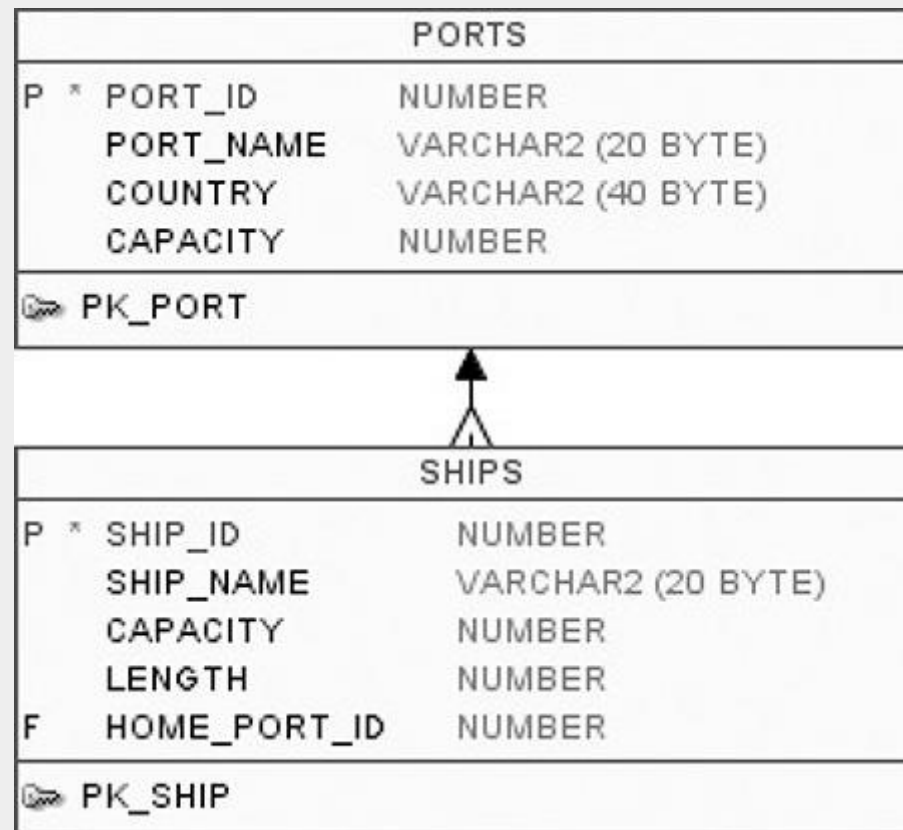 PORTS
P * PORT_ID NUMBER
PORT_NAME VARCHAR2 (20 BYTE)
COUNTRY VARCHAR2 (40 BYTE)
CAPACITY NUMBER
PK_PORT
SHIPS
P * SHIP_ID NUMBER
SHIP_NAME VARCHAR2 (20 BYTE)
CAPACITY NUMBER
LENGTH NUMBER
F HOME_PORT_ID NUMBER
PK_SHIP